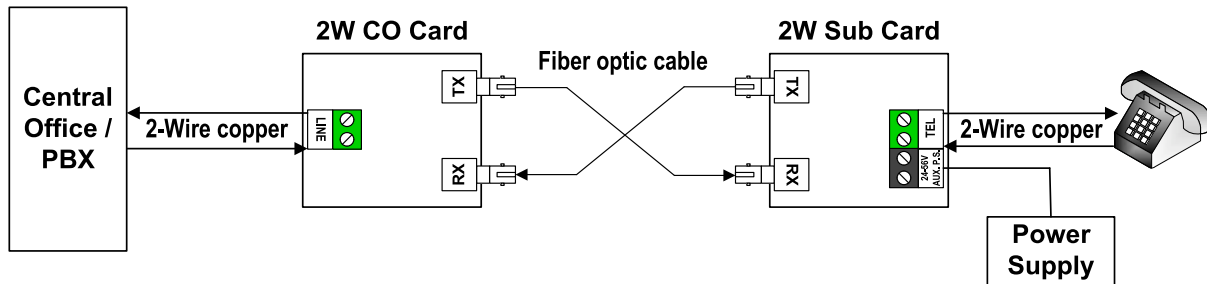 2W CO Card
2W Sub Card
Central
Office /
PBX
2-Wire copper
LINE
TX
RX
Fiber optic cable
TX
RX
TEL
24-56V
AUX. P.S.
2-Wire copper
Power
Supply